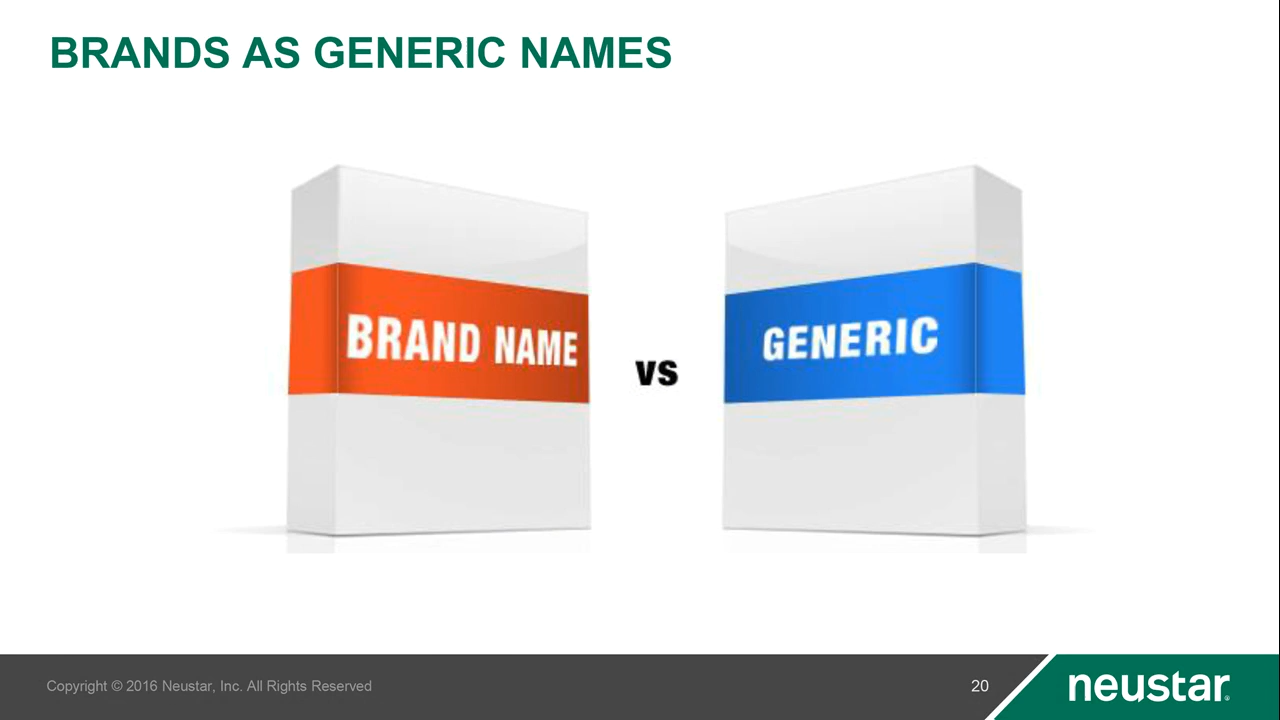 BRANDS AS GENERIC NAMES
BRAND NAME
vs
GENERIC
Copyright © 2016 Neustar, Inc. All Rights Reserved
20
neustar®